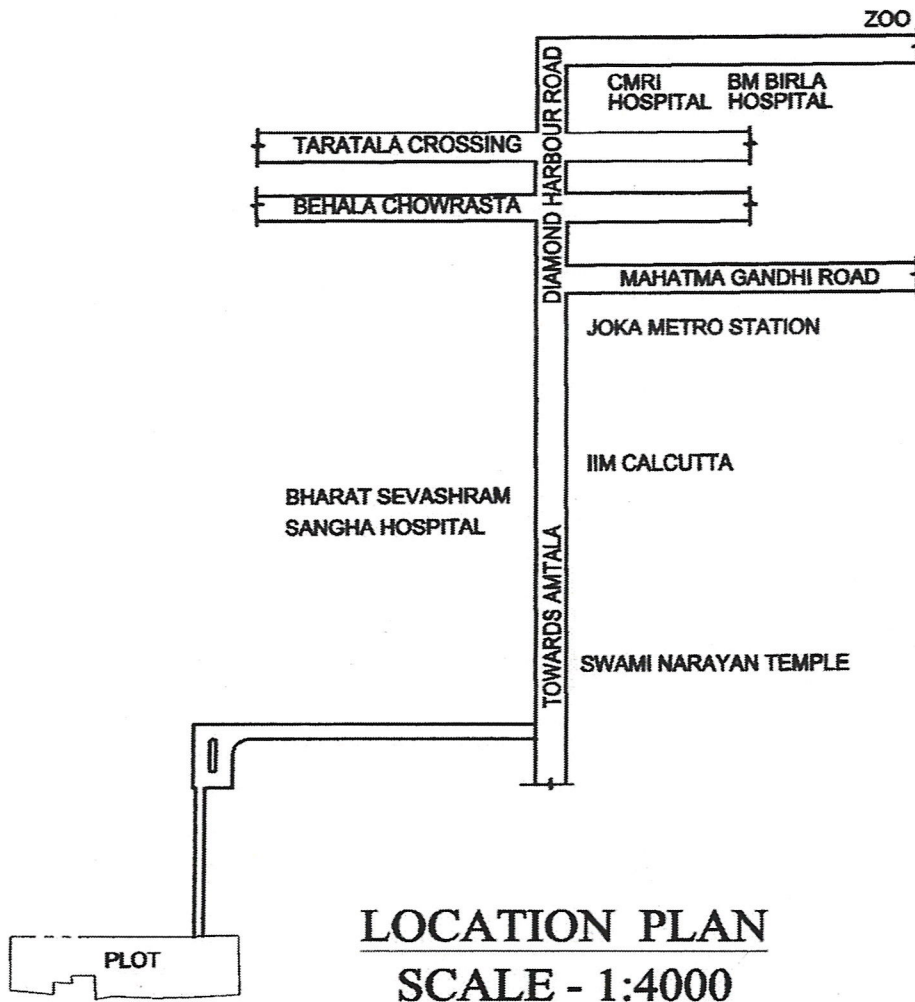 ZOO
CMRI
HOSPITAL
BM BIRLA
HOSPITAL
DIAMOND HARBOUR ROAD
TARATALA CROSSING
BEHALA CHOWRASTA
MAHATMA GANDHI ROAD
JOKA METRO STATION
IIM CALCUTTA
BHARAT SEVASHRAM
SANGHA HOSPITAL
TOWARDS AMTALA
SWAMI NARAYAN TEMPLE
PLOT
LOCATION PLAN
SCALE - 1:4000